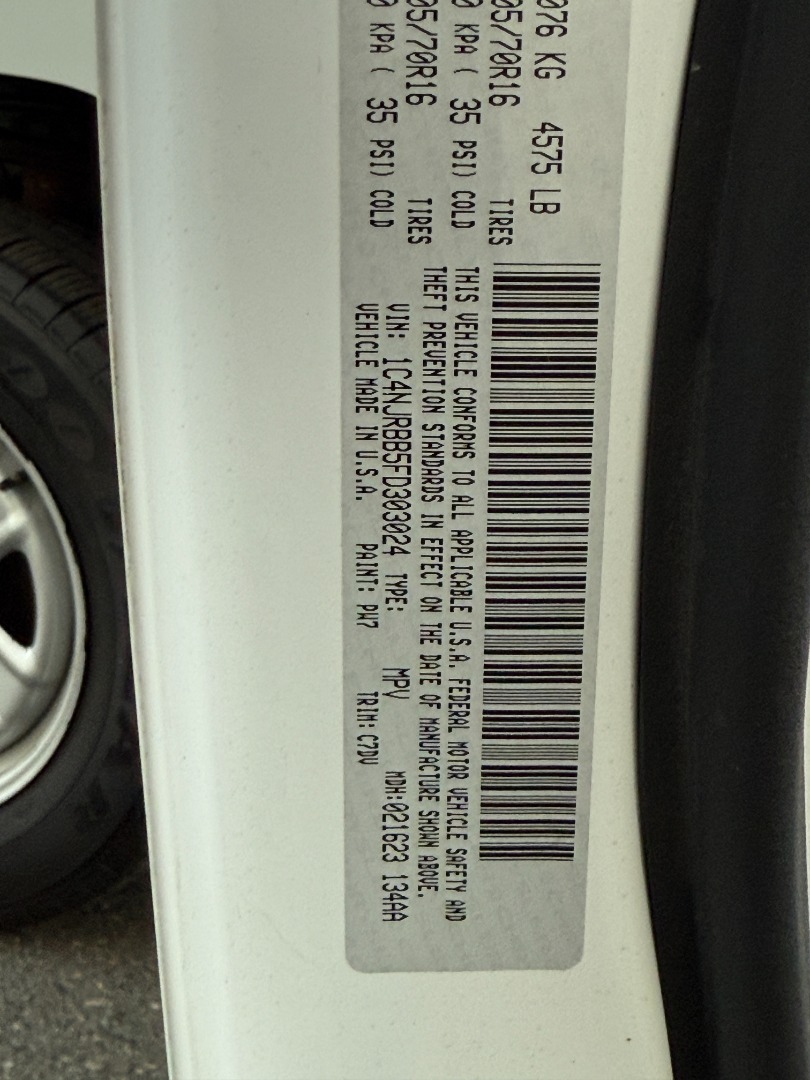 076 KG 4575 LB
05/70R16 TIRES
0 KPA ( 35 PSI) COLD
05/70R16 TIRES
0 KPA ( 35 PSI) COLD
THIS VEHICLE CONFORMS TO ALL APPLICABLE U.S.A. FEDERAL MOTOR VEHICLE SAFETY AND
THEFT PREVENTION STANDARDS IN EFFECT ON THE DATE OF MANUFACTURE SHOWN ABOVE.
VIN: 1C4NJRBB5FD303024 TYPE: MPV MDH:021623 134AA
VEHICLE MADE IN U.S.A. PAINT: PW7 TRIM: C7DV